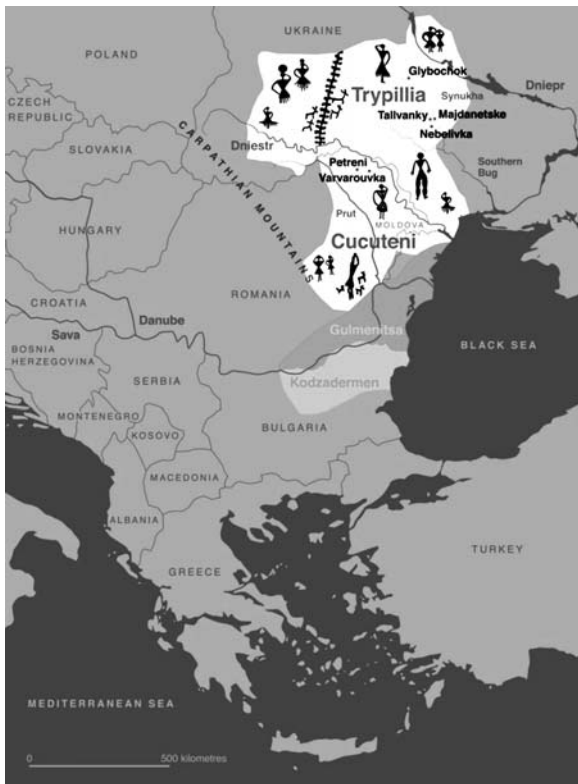 UKRAINE
POLAND
Glybochok
Dniepr
Trypillia
Synukha
CZECH
REPUBLIC
Tallvanky
Majdanetske
Nebelivka
Dniestr
SLOVAKIA
CARPATHIAN MOUNTAINS
Petreni
Varvarouvka
Southern
Bug
Prut
MOLDOVA
HUNGARY
Cucuteni
CROATIA
ROMANIA
Danube
Gulmenitsa
Sava
BLACK SEA
BOSNIA
HERZEGOVINA
SERBIA
Kodzadermen
MONTENEGRO
KOSOVO
BULGARIA
MACEDONIA
ALBANIA
TURKEY
GREECE
MEDITERRANEAN SEA
0
500 kilometres